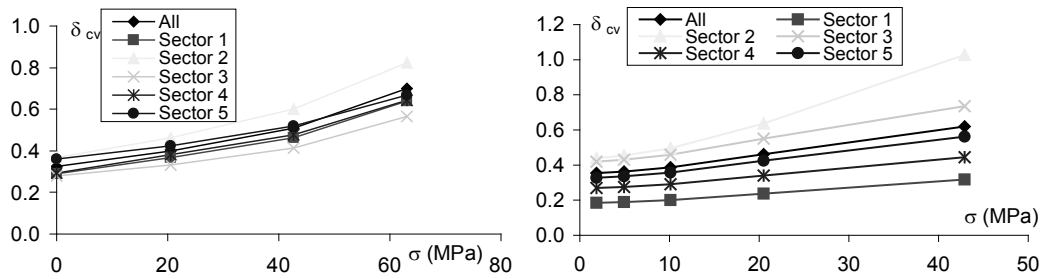 δ cv
All
Sector 1
Sector 2
Sector 3
Sector 4
Sector 5
1.0
0.8
0.6
0.4
0.2
0.0
0 20 40 60 80
σ (MPa)
δ cv
All Sector 1
Sector 2 Sector 3
Sector 4 Sector 5
1.2
1.0
0.8
0.6
0.4
0.2
0.0
0 10 20 30 40 50
σ (MPa)